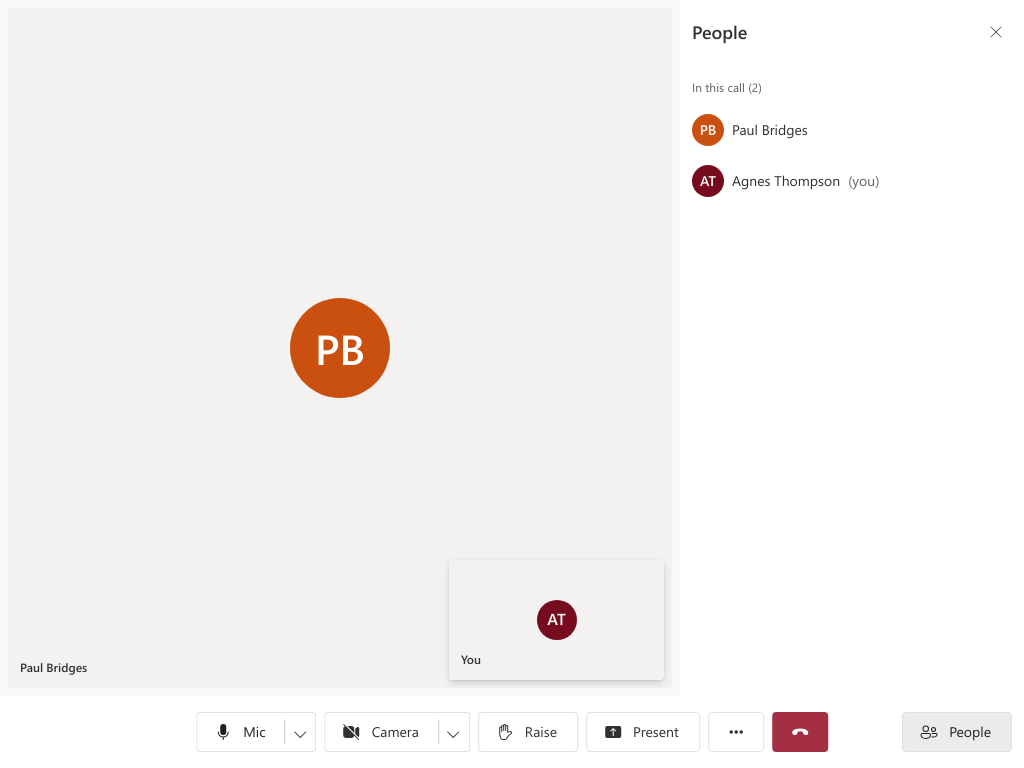 People
In this call (2)
PB Paul Bridges
AT Agnes Thompson (you)
PB
AT
You
Paul Bridges
Mic Camera Raise Present People